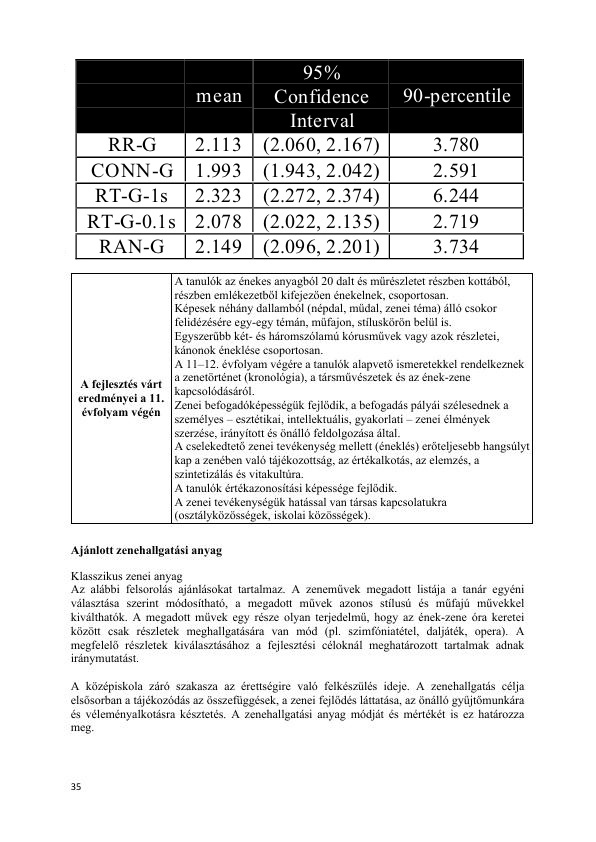 95%
mean Confidence 90-percentile
Interval
RR-G 2.113 (2.060, 2.167) 3.780
CONN-G 1.993 (1.943, 2.042) 2.591
RT-G-1s 2.323 (2.272, 2.374) 6.244
RT-G-0.1s 2.078 (2.022, 2.135) 2.719
RAN-G 2.149 (2.096, 2.201) 3.734
A fejlesztés várt
eredményei a 11.
évfolyam végén
A tanulók az énekes anyagból 20 dalt és műrészletet részben kottából,
részben emlékezetből kifejezően énekelnek, csoportosan.
Képesek néhány dallamból (népdal, műdal, zenei téma) álló csokor
felidézésére egy-egy témán, műfajon, stíluskörön belül is.
Egyszerűbb két- és háromszólamú kórusművek vagy azok részletei,
kánonok éneklése csoportosan.
A 11–12. évfolyam végére a tanulók alapvető ismeretekkel rendelkeznek
a zenetörténet (kronológia), a társművészetek és az ének-zene
kapcsolódásáról.
Zenei befogadóképességük fejlődik, a befogadás pályái szélesednek a
személyes – esztétikai, intellektuális, gyakorlati – zenei élmények
szerzése, irányított és önálló feldolgozása által.
A cselekedtető zenei tevékenység mellett (éneklés) erőteljesebb hangsúlyt
kap a zenében való tájékozottság, az értékalkotás, az elemzés, a
szintetizálás és vitakultúra.
A tanulók értékazonosítási képessége fejlődik.
A zenei tevékenységük hatással van társas kapcsolatukra
(osztályközösségek, iskolai közösségek).
Ajánlott zenehallgatási anyag
Klasszikus zenei anyag
Az alábbi felsorolás ajánlásokat tartalmaz. A zeneművek megadott listája a tanár egyéni
választása szerint módosítható, a megadott művek azonos stílusú és műfajú művekkel
kiválthatók. A megadott művek egy része olyan terjedelmű, hogy az ének-zene óra keretei
között csak részletek meghallgatására van mód (pl. szimfóniatétel, daljáték, opera). A
megfelelő részletek kiválasztásához a fejlesztési céloknál meghatározott tartalmak adnak
iránymutatást.
A középiskola záró szakasza az érettségire való felkészülés ideje. A zenehallgatás célja
elsősorban a tájékozódás az összefüggések, a zenei fejlődés láttatása, az önálló gyűjtőmunkára
és véleményalkotásra késztetés. A zenehallgatási anyag módját és mértékét is ez határozza
meg.
35